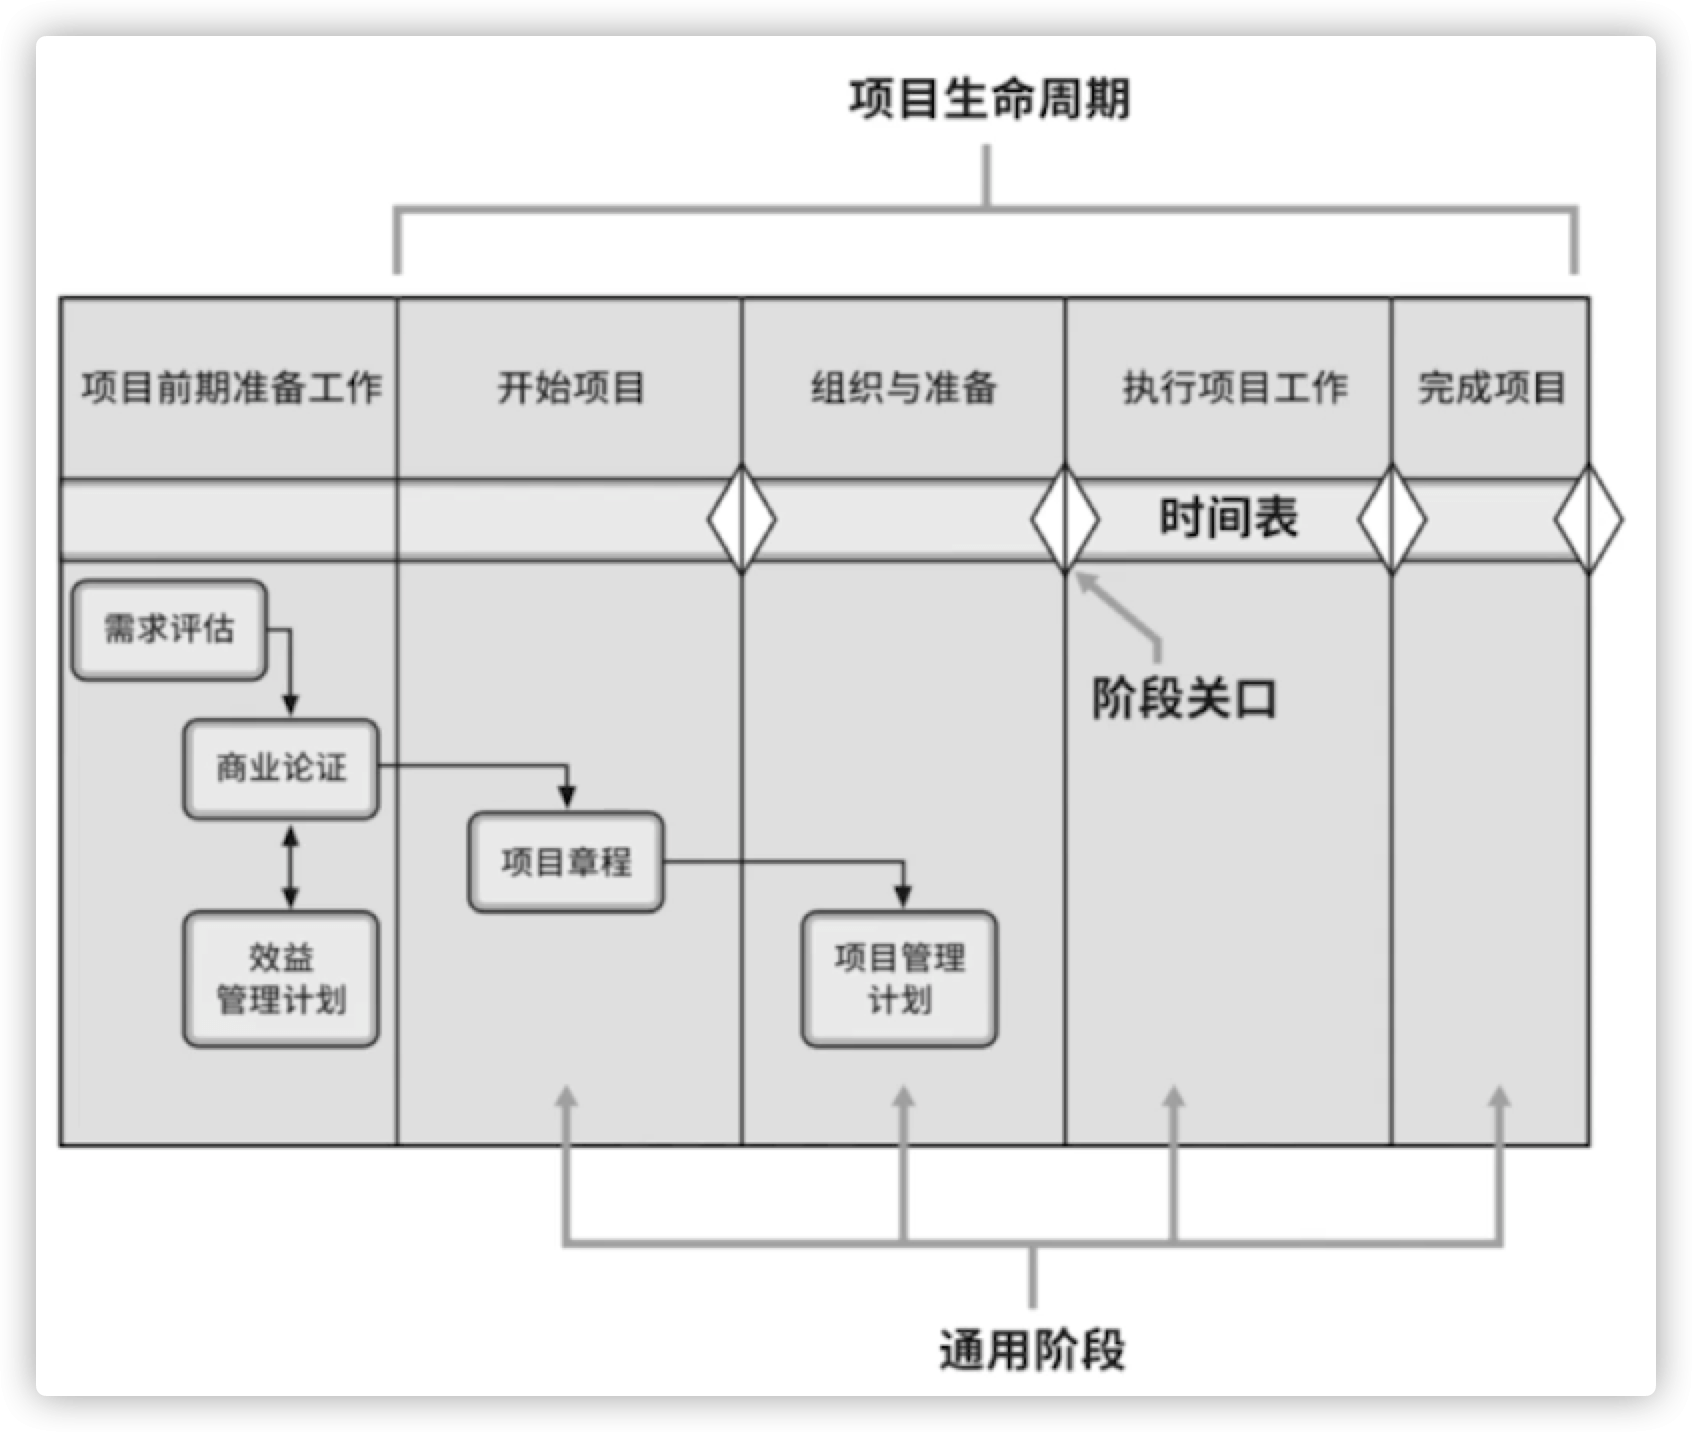 项目生命周期
项目前期准备工作
开始项目
组织与准备
执行项目工作
完成项目
时间表
需求评估
阶段关口
商业论证
项目章程
效益
管理计划
项目管理
计划
通用阶段